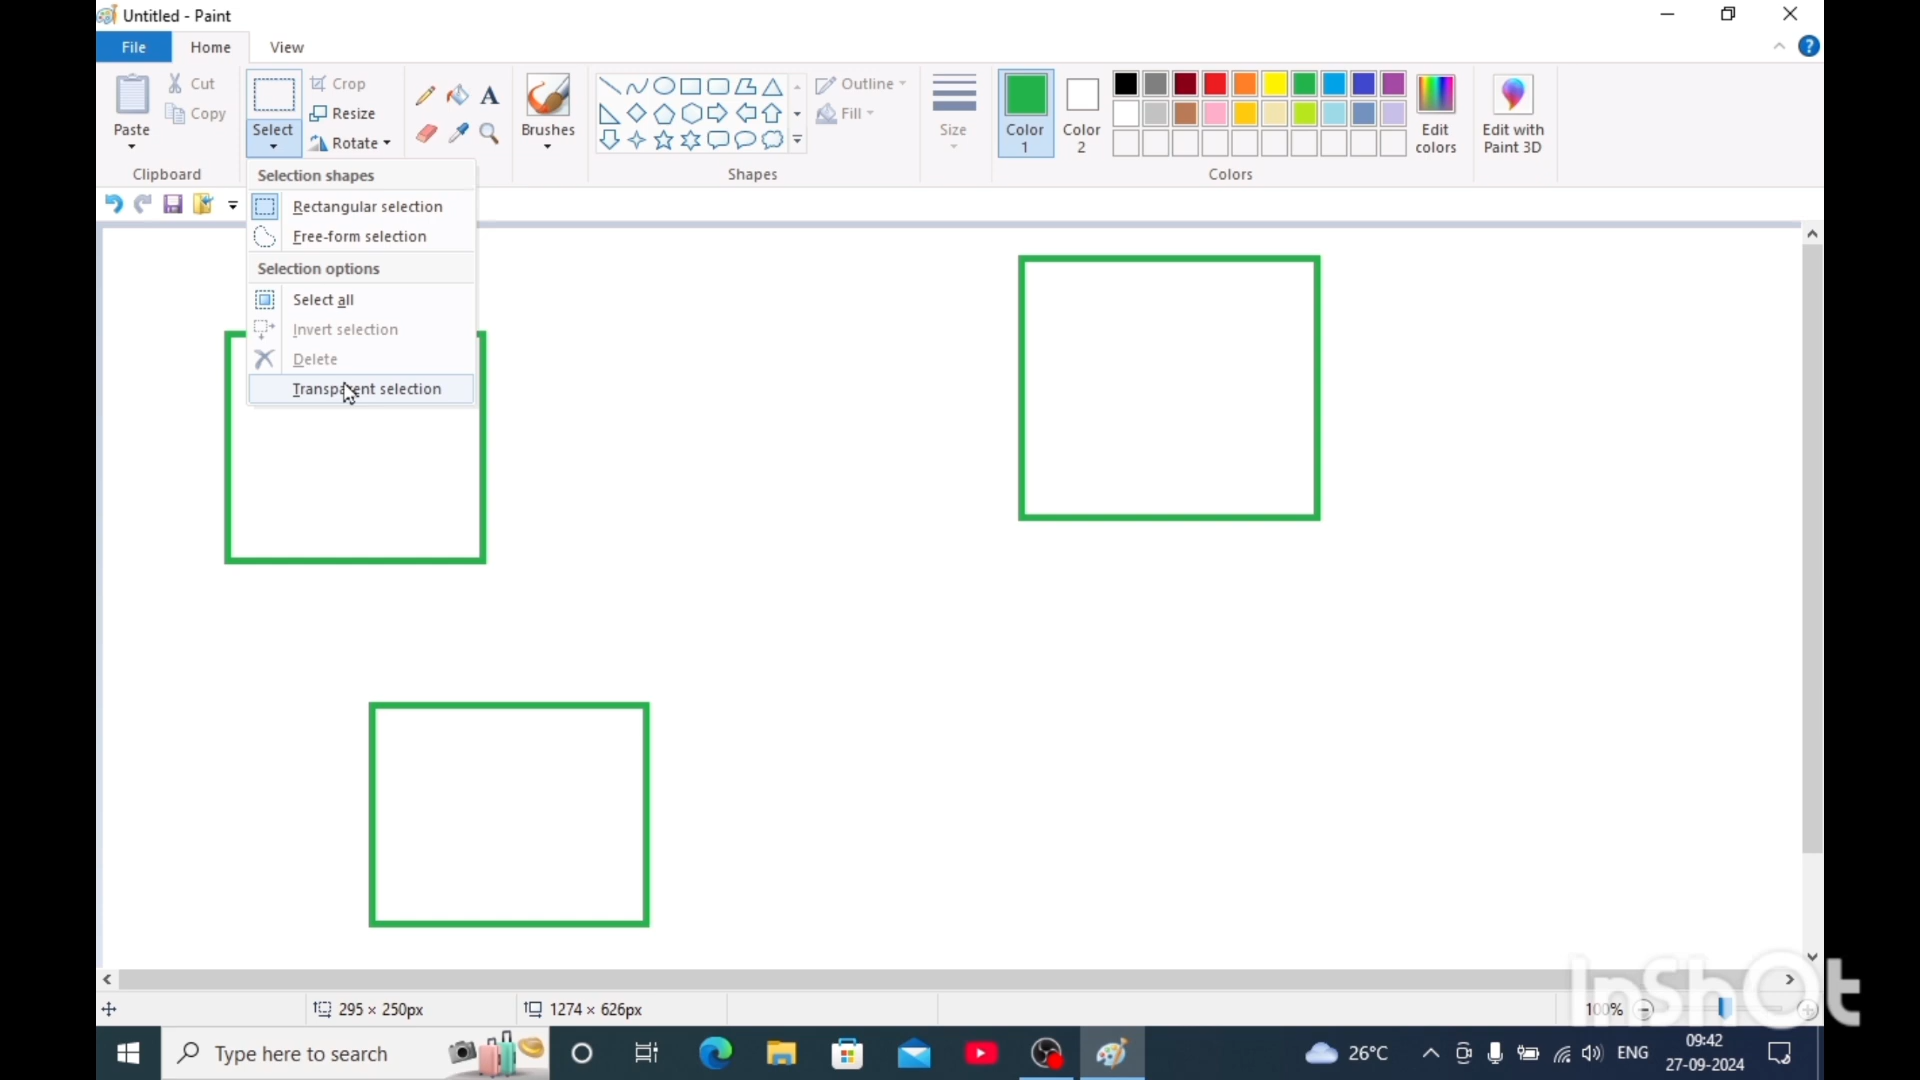 Untitled - Paint
File Home View
Paste
Cut
Copy
Clipboard
Select
Crop
Resize
Rotate
A
Brushes
Shapes
Outline
Fill
Size
Color 1
Color 2
Edit colors
Edit with Paint 3D
Colors
?
Selection shapes
Rectangular selection
Free-form selection
Selection options
Select all
Invert selection
Delete
Transparent selection
295 × 250px
1274 × 626px
100%
InShOt
Type here to search
26°C
ENG
09:42
27-09-2024